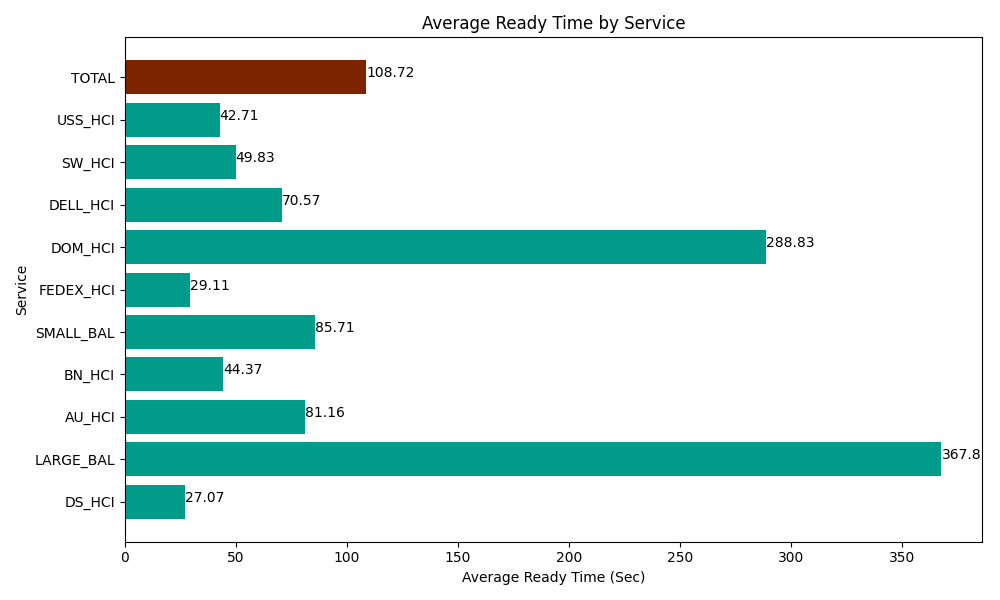 Average Ready Time by Service
Service
TOTAL 108.72
USS_HCI 42.71
SW_HCI 49.83
DELL_HCI 70.57
DOM_HCI 288.83
FEDEX_HCI 29.11
SMALL_BAL 85.71
BN_HCI 44.37
AU_HCI 81.16
LARGE_BAL 367.8
DS_HCI 27.07
0 50 100 150 200 250 300 350
Average Ready Time (Sec)